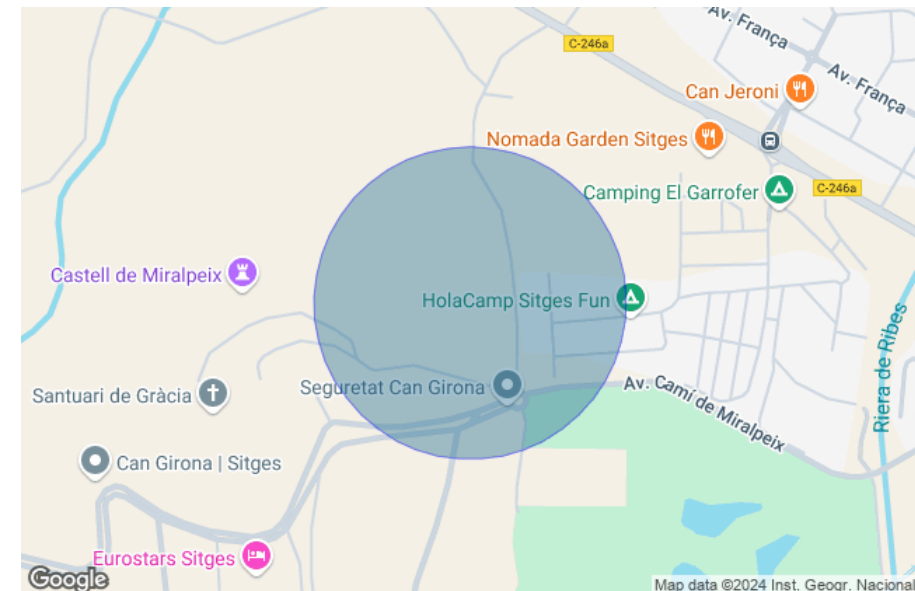 Av. França
C-246a
Av. França
Can Jeroni
Nomada Garden Sitges
Camping El Garrofer
C-246a
Castell de Miralpeix
HolaCamp Sitges Fun
Riera de Ribes
Seguretat Can Girona
Av. Camí de Miralpeix
Santuari de Gràcia
Can Girona | Sitges
Eurostars Sitges
Google
Map data ©2024 Inst. Geogr. Nacional